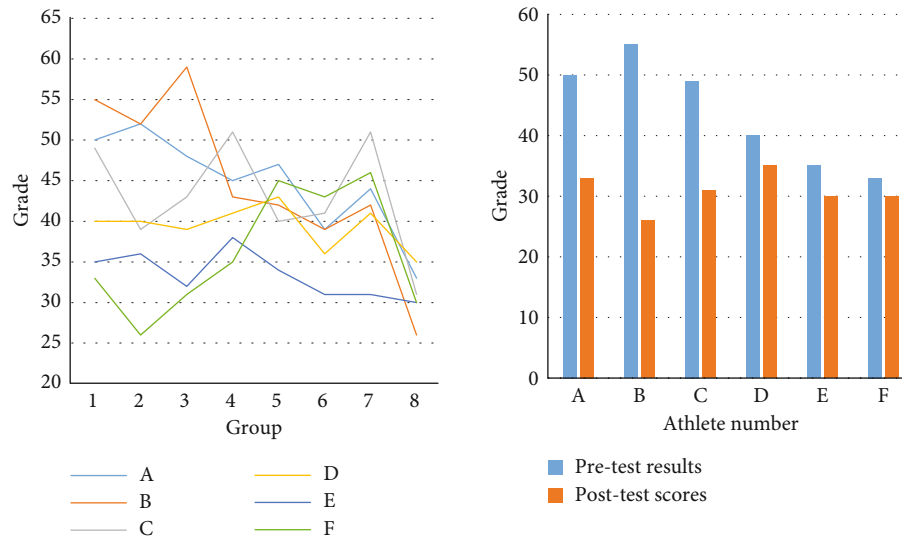 65
60
55
50
45
40
35
30
25
20
Grade
1 2 3 4 5 6 7 8
Group
A
B
C
D
E
F
60
50
40
30
20
10
0
Grade
A B C D E F
Athlete number
Pre-test results
Post-test scores